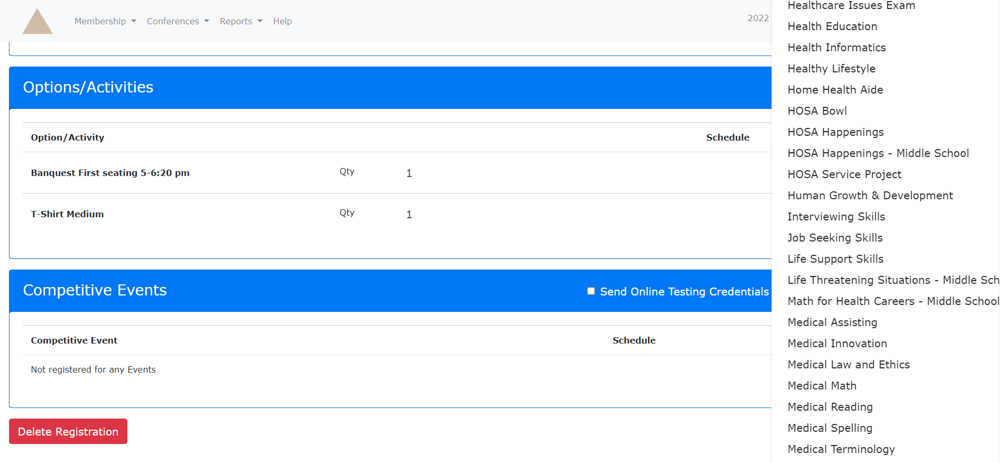 Membership Conferences Reports Help 2022
Options/Activities
Option/Activity Schedule
Banquest First seating 5-6:20 pm Qty 1
T-Shirt Medium Qty 1
Competitive Events Send Online Testing Credentials
Competitive Event Schedule
Not registered for any Events
Delete Registration
Healthcare Issues Exam
Health Education
Health Informatics
Healthy Lifestyle
Home Health Aide
HOSA Bowl
HOSA Happenings
HOSA Happenings - Middle School
HOSA Service Project
Human Growth & Development
Interviewing Skills
Job Seeking Skills
Life Support Skills
Life Threatening Situations - Middle Sch
Math for Health Careers - Middle School
Medical Assisting
Medical Innovation
Medical Law and Ethics
Medical Math
Medical Reading
Medical Spelling
Medical Terminology